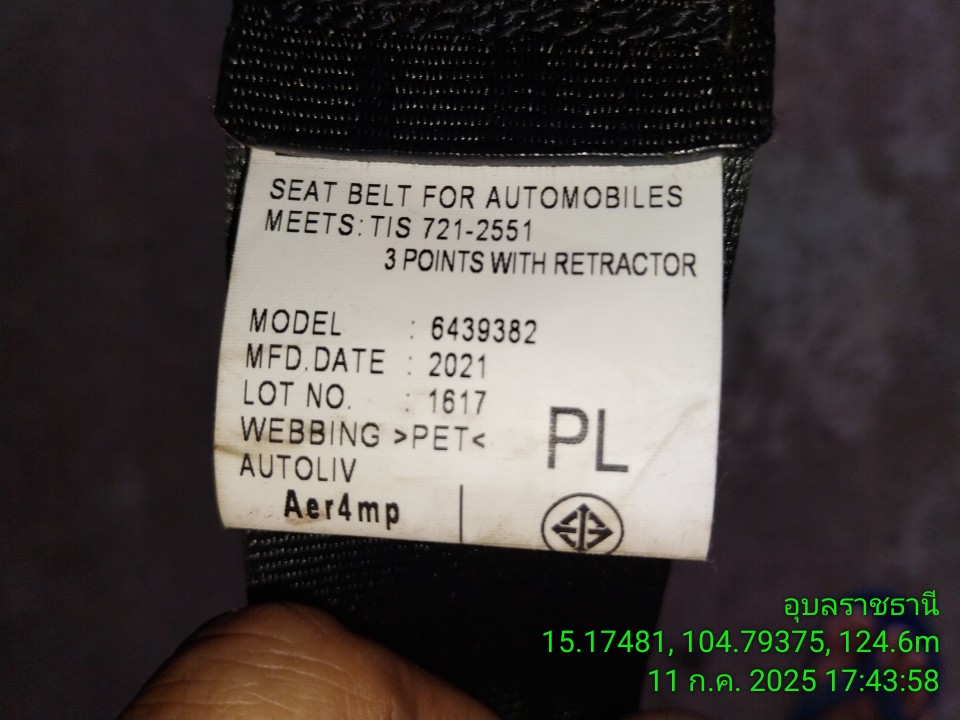 SEAT BELT FOR AUTOMOBILES
MEETS: TIS 721-2551
3 POINTS WITH RETRACTOR
MODEL : 6439382
MFD.DATE : 2021
LOT NO. : 1617
WEBBING >PET<
PL
AUTOLIV
Aer4mp
อุบลราชธานี
15.17481, 104.79375, 124.6m
11 ก.ค. 2025 17:43:58